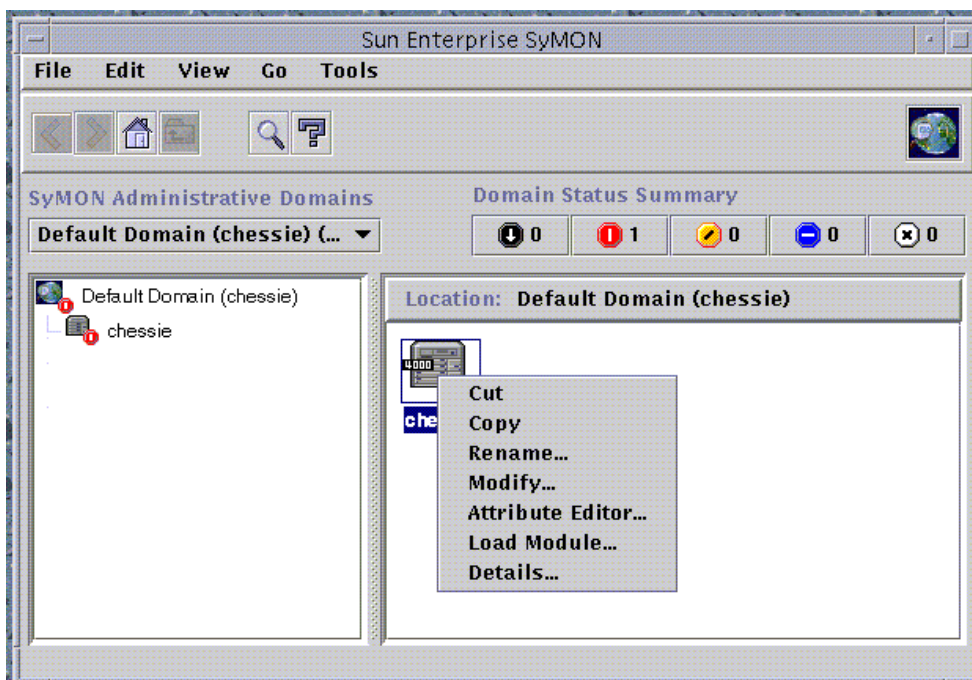 Sun Enterprise SyMON
File Edit View Go Tools
SyMON Administrative Domains
Domain Status Summary
Default Domain (chessie) (...
0 1 0 0 0
Default Domain (chessie)
chessie
Location: Default Domain (chessie)
4000
che
Cut
Copy
Rename...
Modify...
Attribute Editor...
Load Module...
Details...